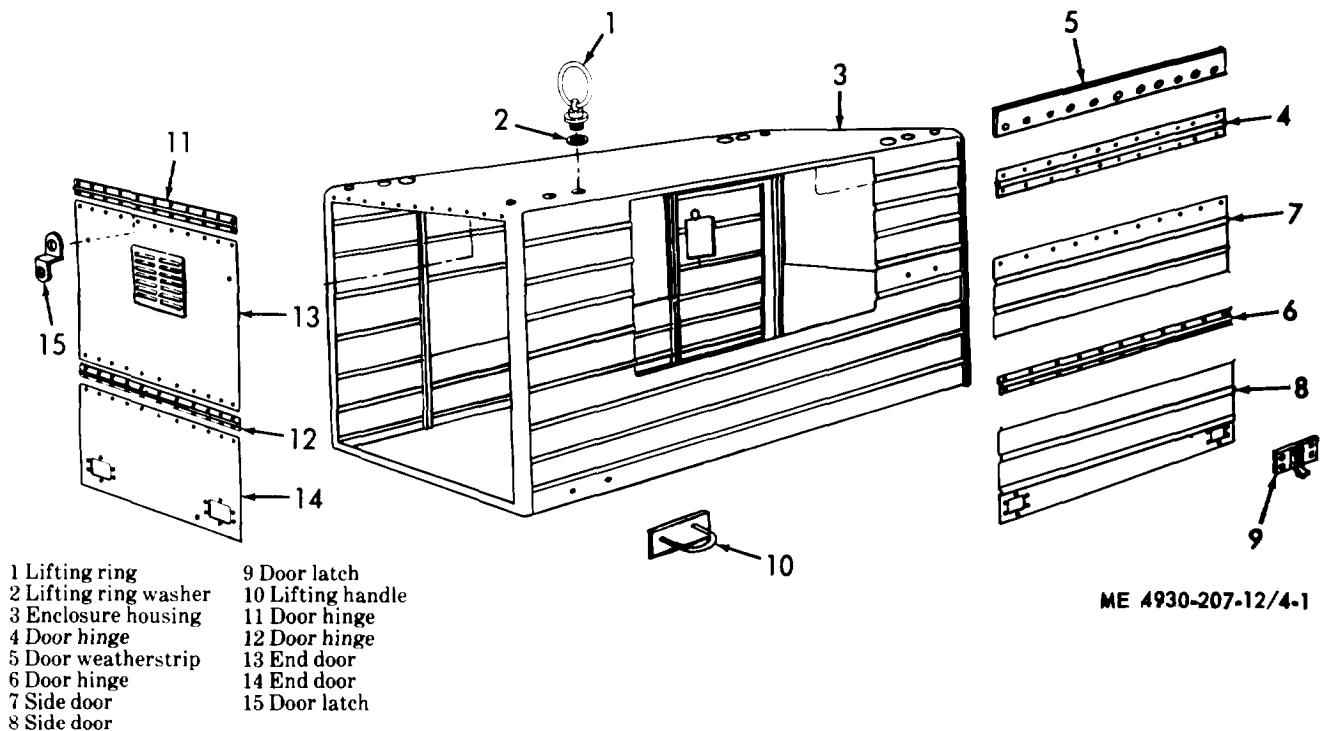 1
5
3
2
4
11
7
13
15
6
12
8
14
9
10
1 Lifting ring
2 Lifting ring washer
3 Enclosure housing
4 Door hinge
5 Door weatherstrip
6 Door hinge
7 Side door
8 Side door
9 Door latch
10 Lifting handle
11 Door hinge
12 Door hinge
13 End door
14 End door
15 Door latch
ME 4930-207-12/4-1